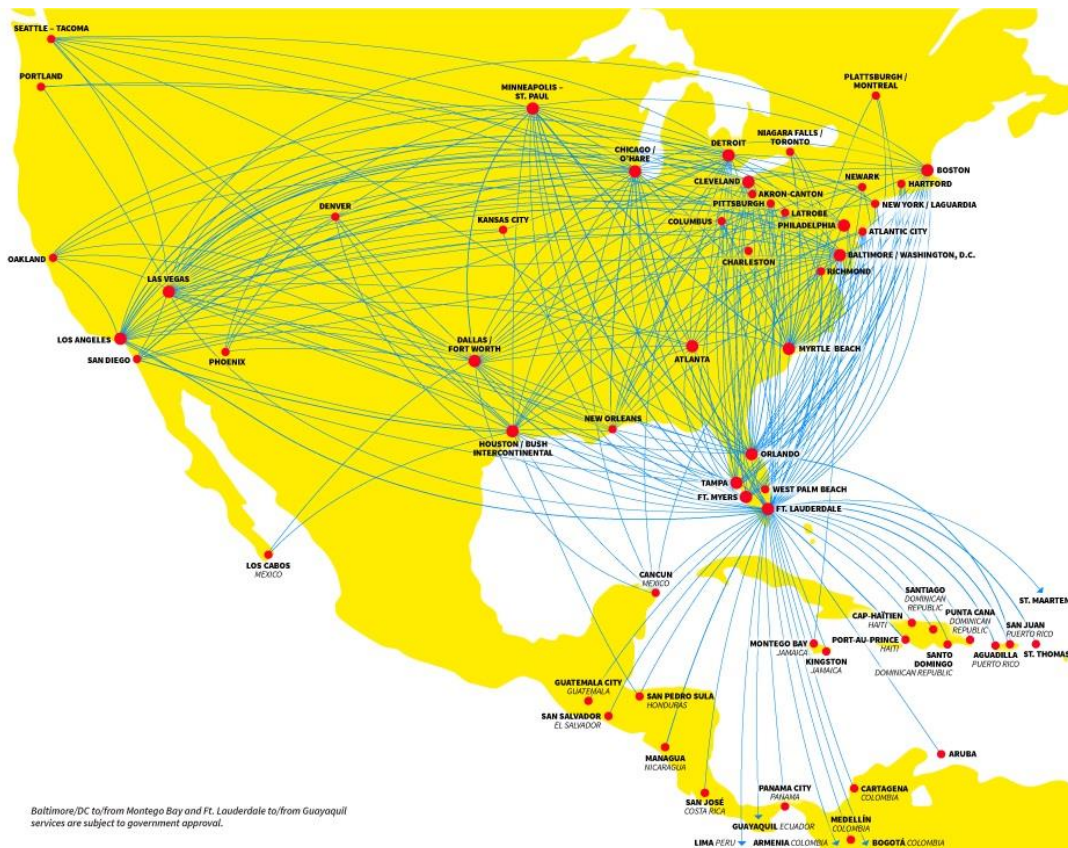 SEATTLE – TACOMA
PORTLAND
MINNEAPOLIS –
ST. PAUL
PLATTSBURGH /
MONTREAL
NIAGARA FALLS /
TORONTO
DETROIT
CHICAGO /
O'HARE
BOSTON
CLEVELAND
NEWARK
HARTFORD
AKRON-CANTON
PITTSBURGH
NEW YORK / LAGUARDIA
DENVER
KANSAS CITY
COLUMBUS
LATROBE
PHILADELPHIA
ATLANTIC CITY
OAKLAND
CHARLESTON
BALTIMORE / WASHINGTON, D.C.
RICHMOND
LAS VEGAS
LOS ANGELES
SAN DIEGO
PHOENIX
DALLAS /
FORT WORTH
ATLANTA
MYRTLE BEACH
NEW ORLEANS
HOUSTON / BUSH
INTERCONTINENTAL
ORLANDO
TAMPA
WEST PALM BEACH
FT. MYERS
FT. LAUDERDALE
LOS CABOS
MEXICO
CANCUN
MEXICO
SANTIAGO
DOMINICAN
REPUBLIC
ST. MAARTEN
CAP-HAÏTIEN
HAITI
PUNTA CANA
DOMINICAN
REPUBLIC
SAN JUAN
PUERTO RICO
MONTEGO BAY
JAMAICA
PORT-AU-PRINCE
HAITI
KINGSTON
JAMAICA
SANTO
DOMINGO
DOMINICAN REPUBLIC
AGUADILLA
PUERTO RICO
ST. THOMAS
GUATEMALA CITY
GUATEMALA
SAN PEDRO SULA
HONDURAS
SAN SALVADOR
EL SALVADOR
MANAGUA
NICARAGUA
ARUBA
SAN JOSÉ
COSTA RICA
PANAMA CITY
PANAMA
CARTAGENA
COLOMBIA
GUAYAQUIL ECUADOR
MEDELLÍN
COLOMBIA
LIMA PERU
ARMENIA COLOMBIA
BOGOTÁ COLOMBIA
Baltimore/DC to/from Montego Bay and Ft. Lauderdale to/from Guayaquil
services are subject to government approval.